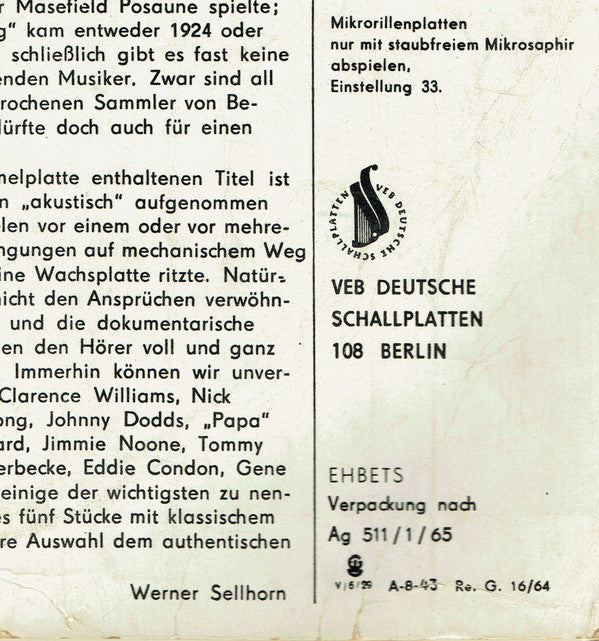 r Masefield Posaune spielte;
g“ kam entweder 1924 oder
schließlich gibt es fast keine
enden Musiker. Zwar sind all
rochenen Sammler von Be-
dürfte doch auch für einen
melplatte enthaltenen Titel ist
n „akustisch“ aufgenommen
len vor einem oder vor mehre-
ngungen auf mechanischem Weg
ine Wachsplatte ritzte. Natür-
nicht den Ansprüchen verwöhn-
und die dokumentarische
en den Hörer voll und ganz
Immerhin können wir unver-
Clarence Williams, Nick
ong, Johnny Dodds, „Papa“
ard, Jimmie Noone, Tommy
erbecke, Eddie Condon, Gene
einige der wichtigsten zu nen-
es fünf Stücke mit klassischem
re Auswahl dem authentischen
Werner Sellhorn
Mikrorillenplatten
nur mit staubfreiem Mikrosaphir
abspielen,
Einstellung 33.
VEB DEUTSCHE SCHALLPLATTEN
VEB DEUTSCHE
SCHALLPLATTEN
108 BERLIN
EHBETS
Verpackung nach
Ag 511/1/65
V/6/29 A-8-43 Re. G. 16/64